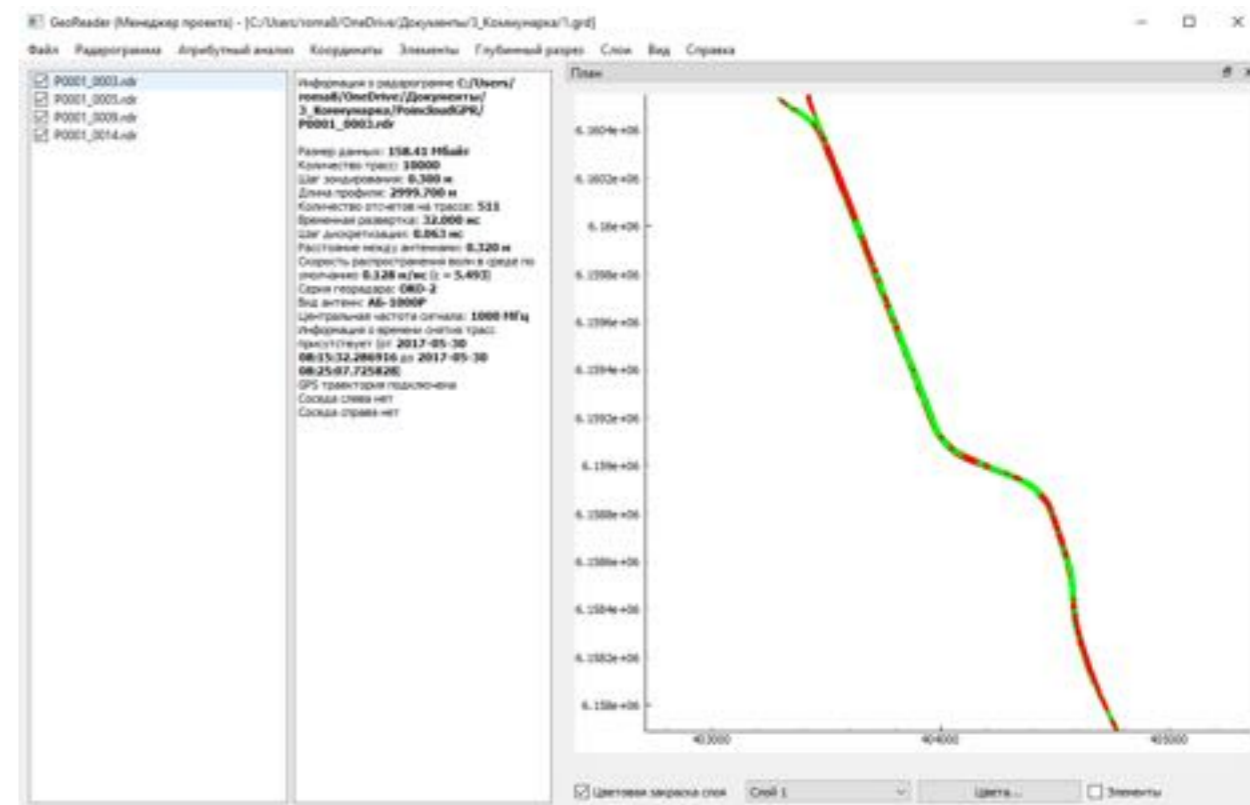 GeoReader (Менеджер проекта) - [C:/Users/roma8/OneDrive/Документы/3_Коммунарка/1.grd]
Файл Радарограмма Атрибутный анализ Координаты Элементы Глубинный разрез Слои Вид Справка
P0001_0003.rdr
P0001_0005.rdr
P0001_0009.rdr
P0001_0014.rdr
Информация о радарограмме C:/Users/
roma8/OneDrive/Документы/
3_Коммунарка/PoincloudGPR/
P0001_0003.rdr
Размер данных: 158.41 Мбайт
Количество трасс: 10000
Шаг зондирования: 0.300 м
Длина профиля: 2999.700 м
Количество отсчетов на трассе: 511
Временная развертка: 32.000 нс
Шаг дискретизации: 0.063 нс
Расстояние между антеннами: 0.320 м
Скорость распространения волн в среде по
умолчанию: 0.128 м/нс (ε = 5.493)
Серия георадара: ОКО-2
Вид антенн: АБ-1000Р
Центральная частота сигнала: 1000 МГц
Информация о времени снятия трасс
присутствует (от 2017-05-30
08:15:32.286916 до 2017-05-30
08:25:07.725828)
GPS траектория подключена
Соседа слева нет
Соседа справа нет
План
6.1604e+06
6.1602e+06
6.16e+06
6.1598e+06
6.1596e+06
6.1594e+06
6.1592e+06
6.159e+06
6.1588e+06
6.1586e+06
6.1584e+06
6.1582e+06
6.158e+06
403000 404000 405000
Цветовая закраска слоя Слой 1 Цвета... Элементы